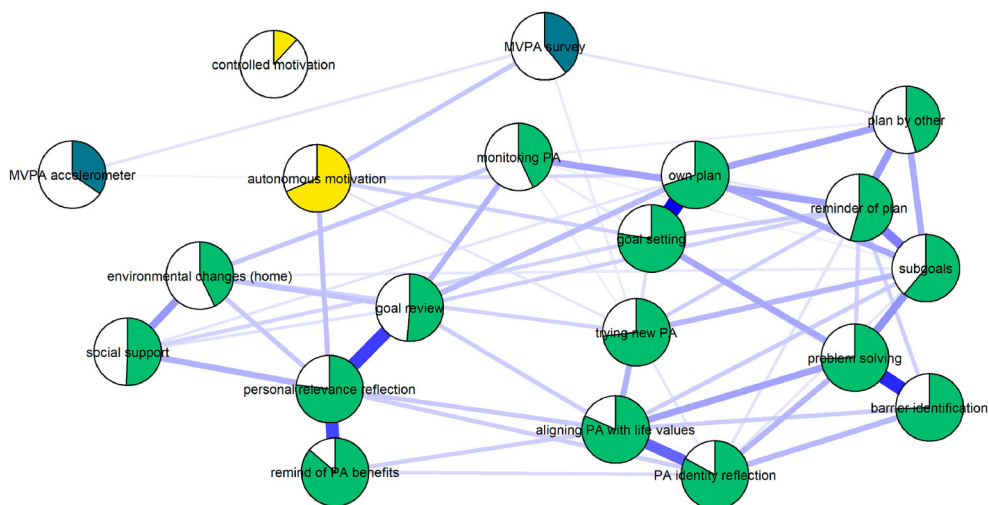 MVPA survey
controlled motivation
plan by other
monitoring PA
MVPA accelerometer
autonomous motivation
own plan
reminder of plan
goal setting
subgoals
environmental changes (home)
goal review
trying new PA
social support
problem solving
personal relevance reflection
barrier identification
aligning PA with life values
remind of PA benefits
PA identity reflection